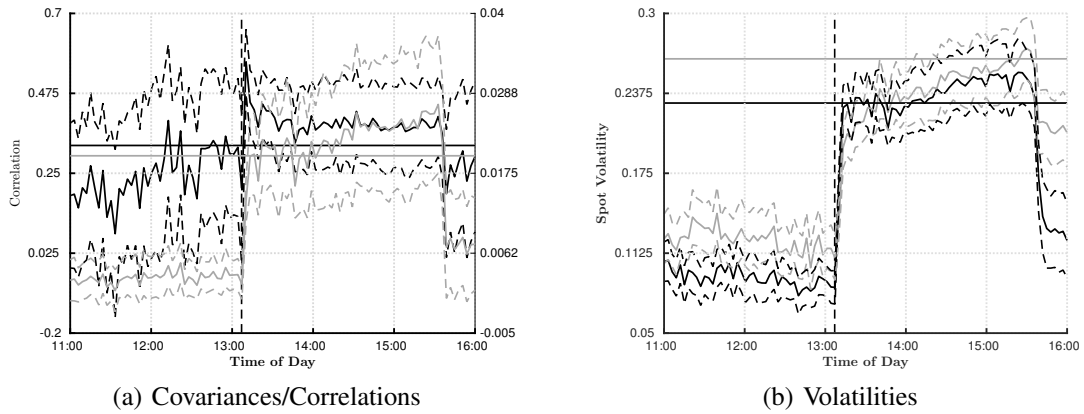 0.7
0.475
0.25
0.025
-0.2
Correlation
0.04
0.0288
0.0175
0.0062
-0.005
11:00 12:00 13:00 14:00 15:00 16:00
Time of Day
(a) Covariances/Correlations
0.3
0.2375
0.175
0.1125
0.05
Spot Volatility
11:00 12:00 13:00 14:00 15:00 16:00
Time of Day
(b) Volatilities